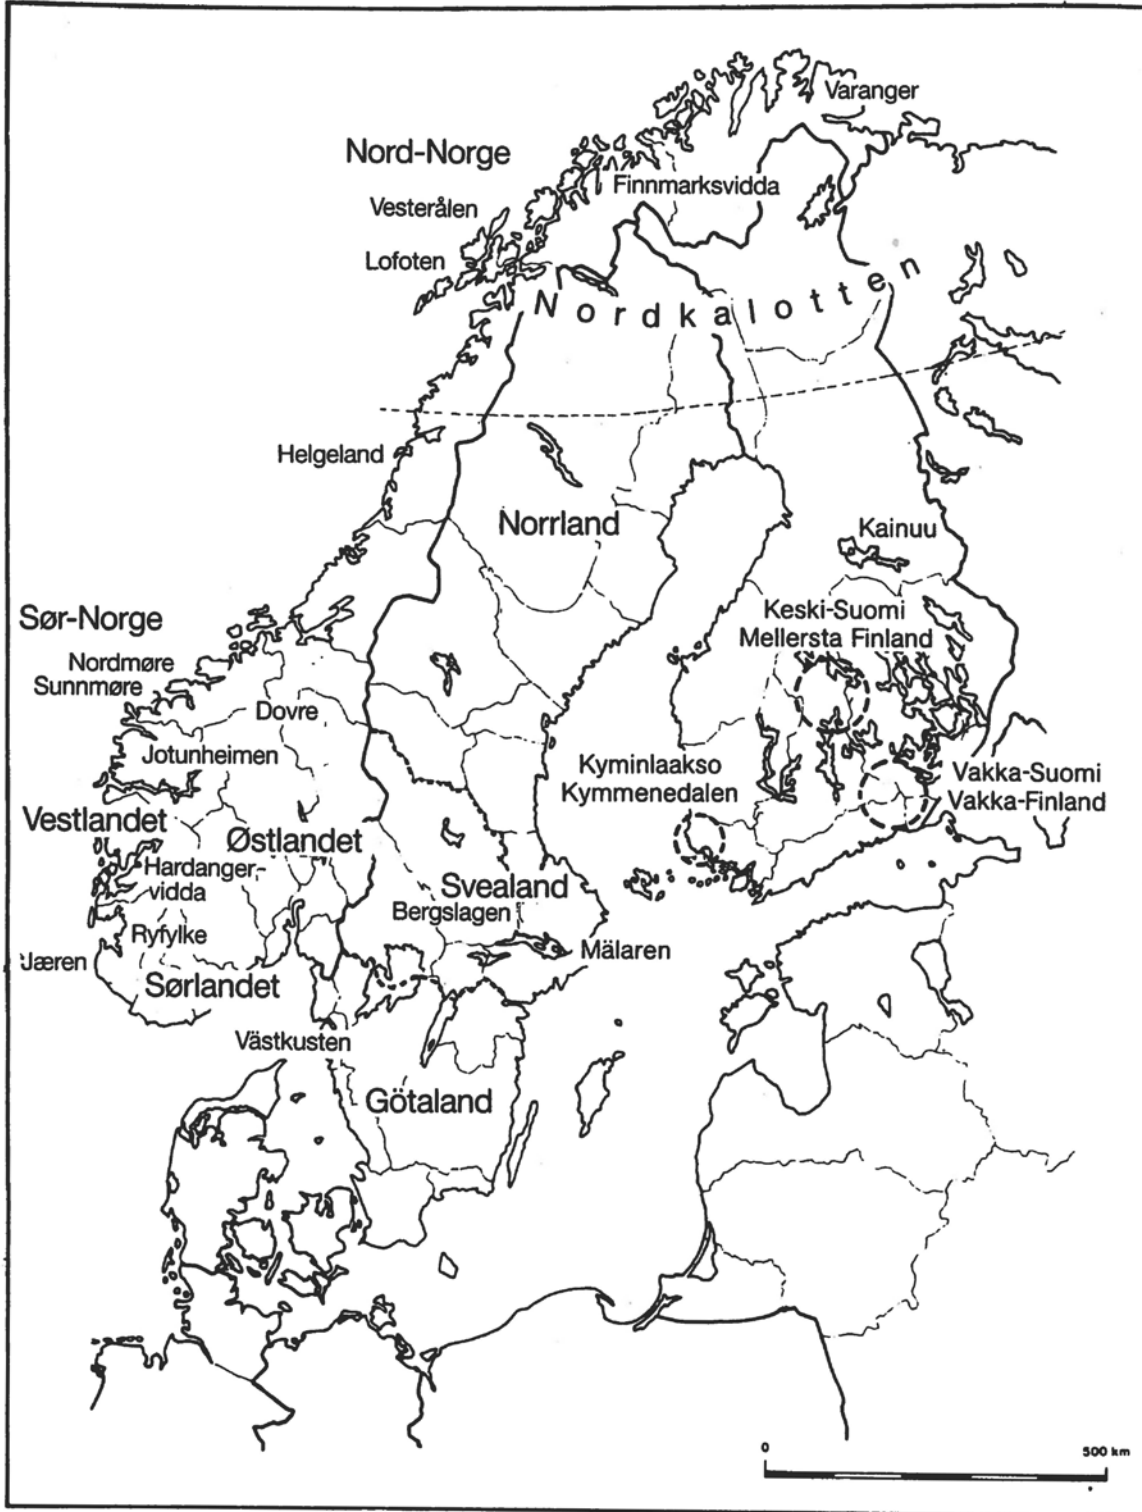 Varanger
Nord-Norge
Finnmarksvidda
Vesterålen
Lofoten
Nordkalotten
Helgeland
Norrland
Kainuu
Sør-Norge
Keski-Suomi
Mellersta Finland
Nordmøre
Sunnmøre
Dovre
Jotunheimen
Kyminlaakso
Kymmenedalen
Vakka-Suomi
Vakka-Finland
Vestlandet
Østlandet
Hardanger-
vidda
Svealand
Bergslagen
Ryfylke
Mälaren
Jæren
Sørlandet
Västkusten
Götaland
0 500 km